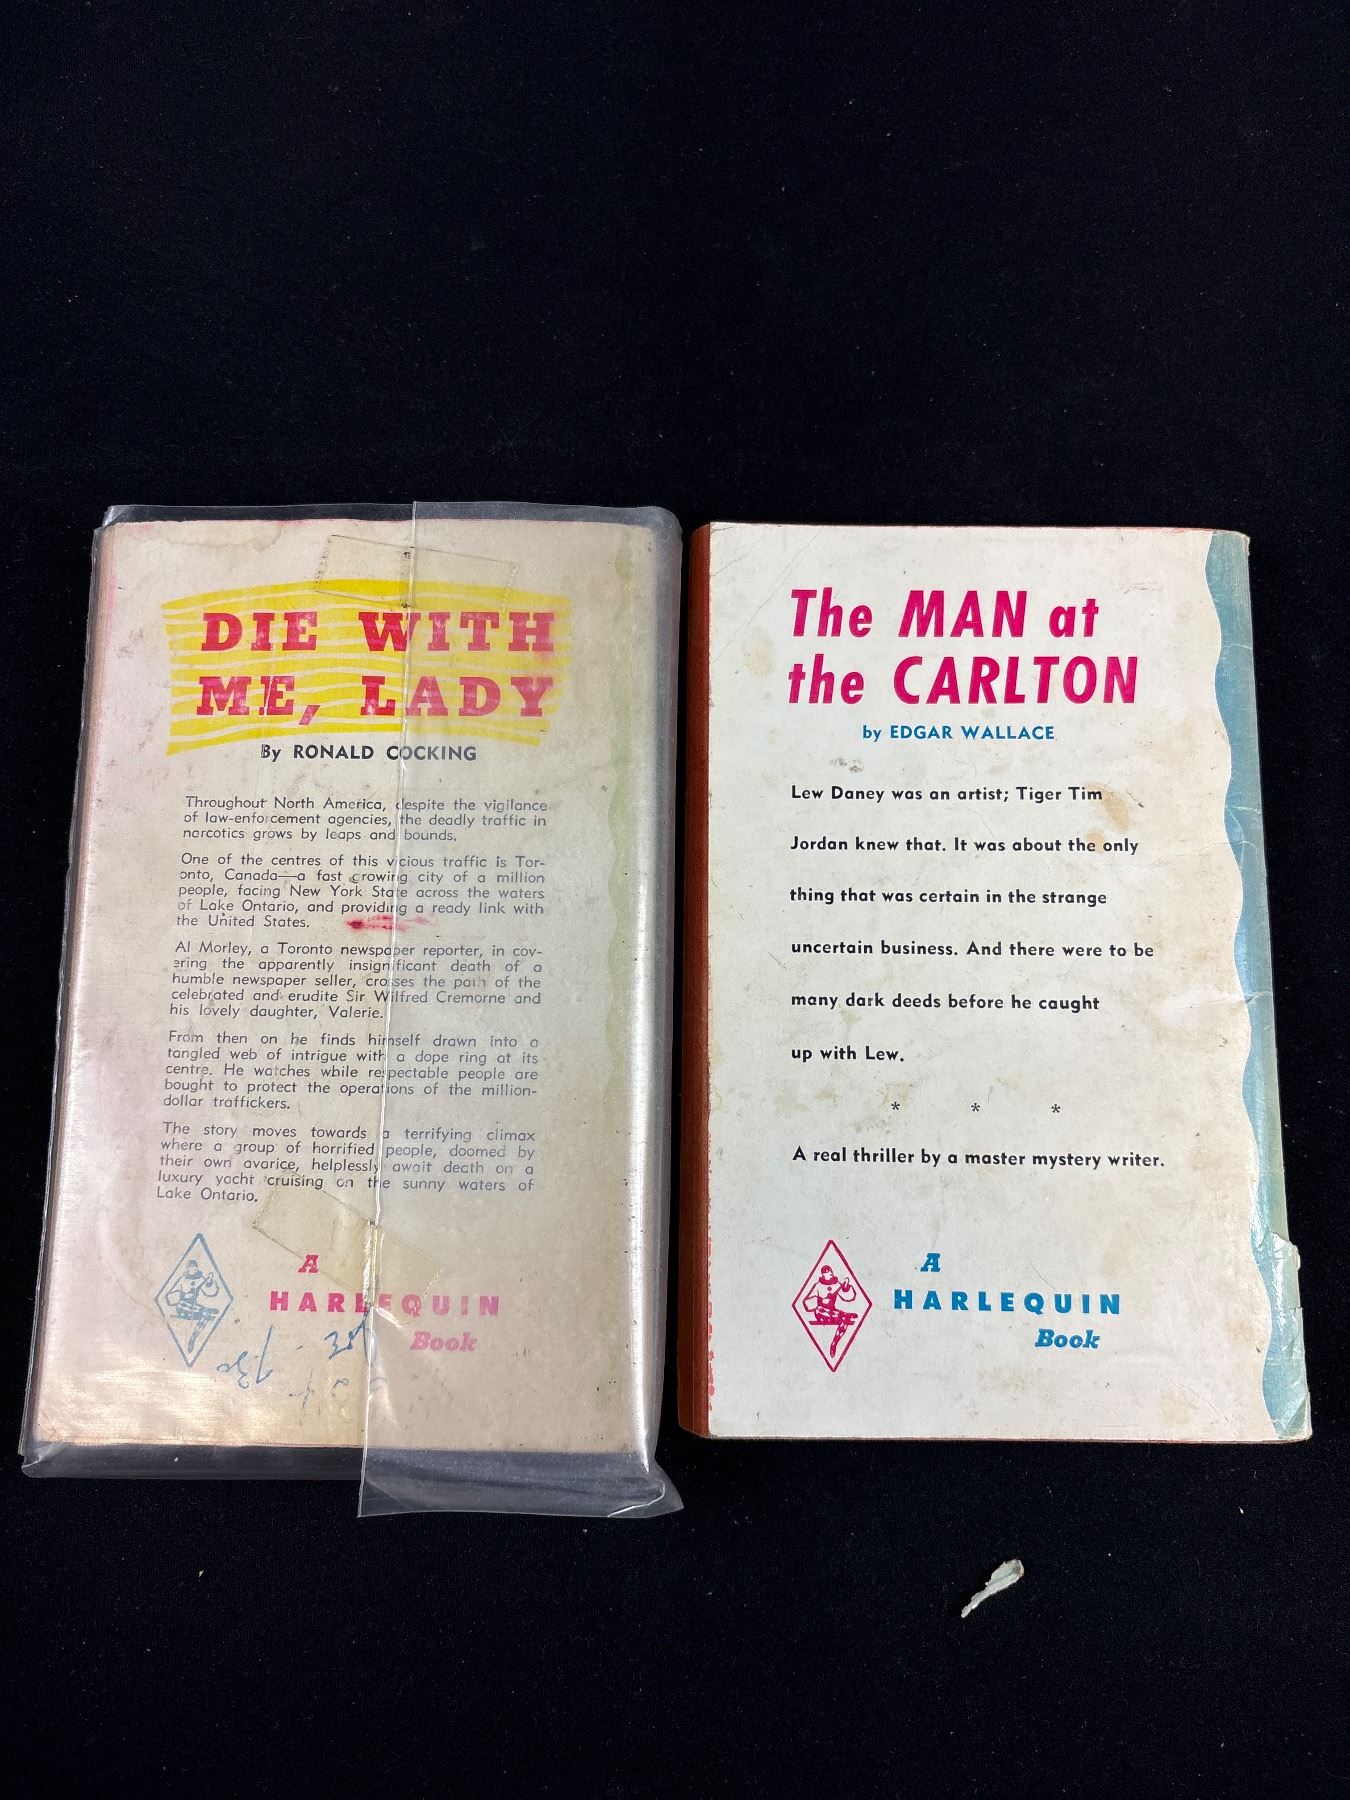 DIE WITH
ME, LADY
By RONALD COCKING
Throughout North America, despite the vigilance
of law-enforcement agencies, the deadly traffic in
narcotics grows by leaps and bounds.
One of the centres of this vicious traffic is Tor-
onto, Canada—a fast growing city of a million
people, facing New York State across the waters
of Lake Ontario, and providing a ready link with
the United States.
Al Morley, a Toronto newspaper reporter, in cov-
ering the apparently insignificant death of a
humble newspaper seller, crosses the path of the
celebrated and erudite Sir Wilfred Cremorne and
his lovely daughter, Valerie.
From then on he finds himself drawn into a
tangled web of intrigue with a dope ring at its
centre. He watches while respectable people are
bought to protect the operations of the million-
dollar traffickers.
The story moves towards a terrifying climax
where a group of horrified people, doomed by
their own avarice, helplessly await death on a
luxury yacht cruising on the sunny waters of
Lake Ontario.
A
HARLEQUIN
Book
The MAN at
the CARLTON
by EDGAR WALLACE
Lew Daney was an artist; Tiger Tim
Jordan knew that. It was about the only
thing that was certain in the strange
uncertain business. And there were to be
many dark deeds before he caught
up with Lew.
* * *
A real thriller by a master mystery writer.
A
HARLEQUIN
Book